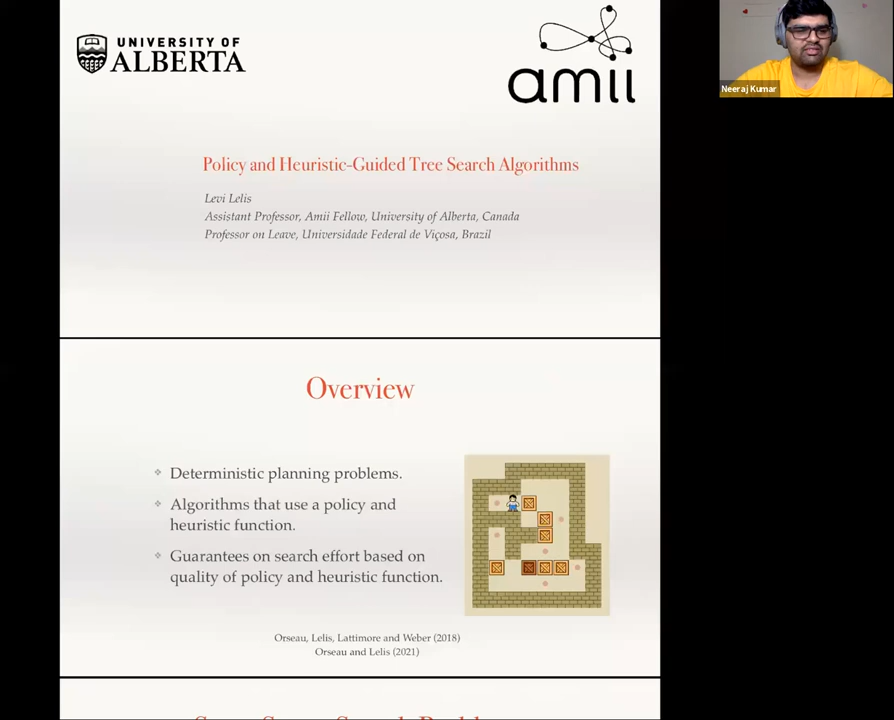 UNIVERSITY OF
ALBERTA
amii
Neeraj Kumar
Policy and Heuristic-Guided Tree Search Algorithms
Levi Lelis
Assistant Professor, Amii Fellow, University of Alberta, Canada
Professor on Leave, Universidade Federal de Viçosa, Brazil
Overview
Deterministic planning problems.
Algorithms that use a policy and
heuristic function.
Guarantees on search effort based on
quality of policy and heuristic function.
Orseau, Lelis, Lattimore and Weber (2018)
Orseau and Lelis (2021)